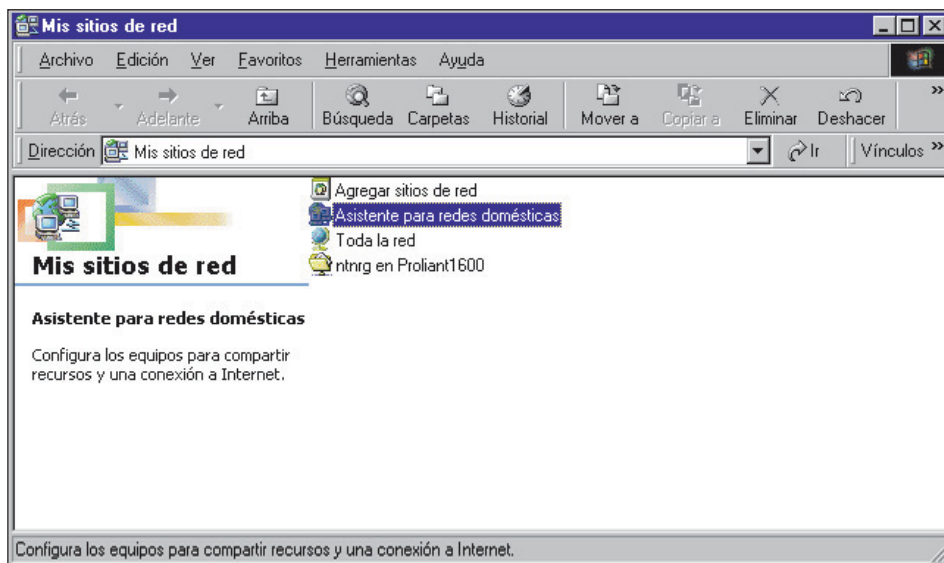 Mis sitios de red
Archivo Edición Ver Favoritos Herramientas Ayuda
Atrás Adelante Arriba Búsqueda Carpetas Historial Mover a Copiar a Eliminar Deshacer »
Dirección Mis sitios de red Ir Vínculos »
Mis sitios de red
Asistente para redes domésticas
Configura los equipos para compartir
recursos y una conexión a Internet.
Agregar sitios de red
Asistente para redes domésticas
Toda la red
ntnrg en Proliant1600
Configura los equipos para compartir recursos y una conexión a Internet.